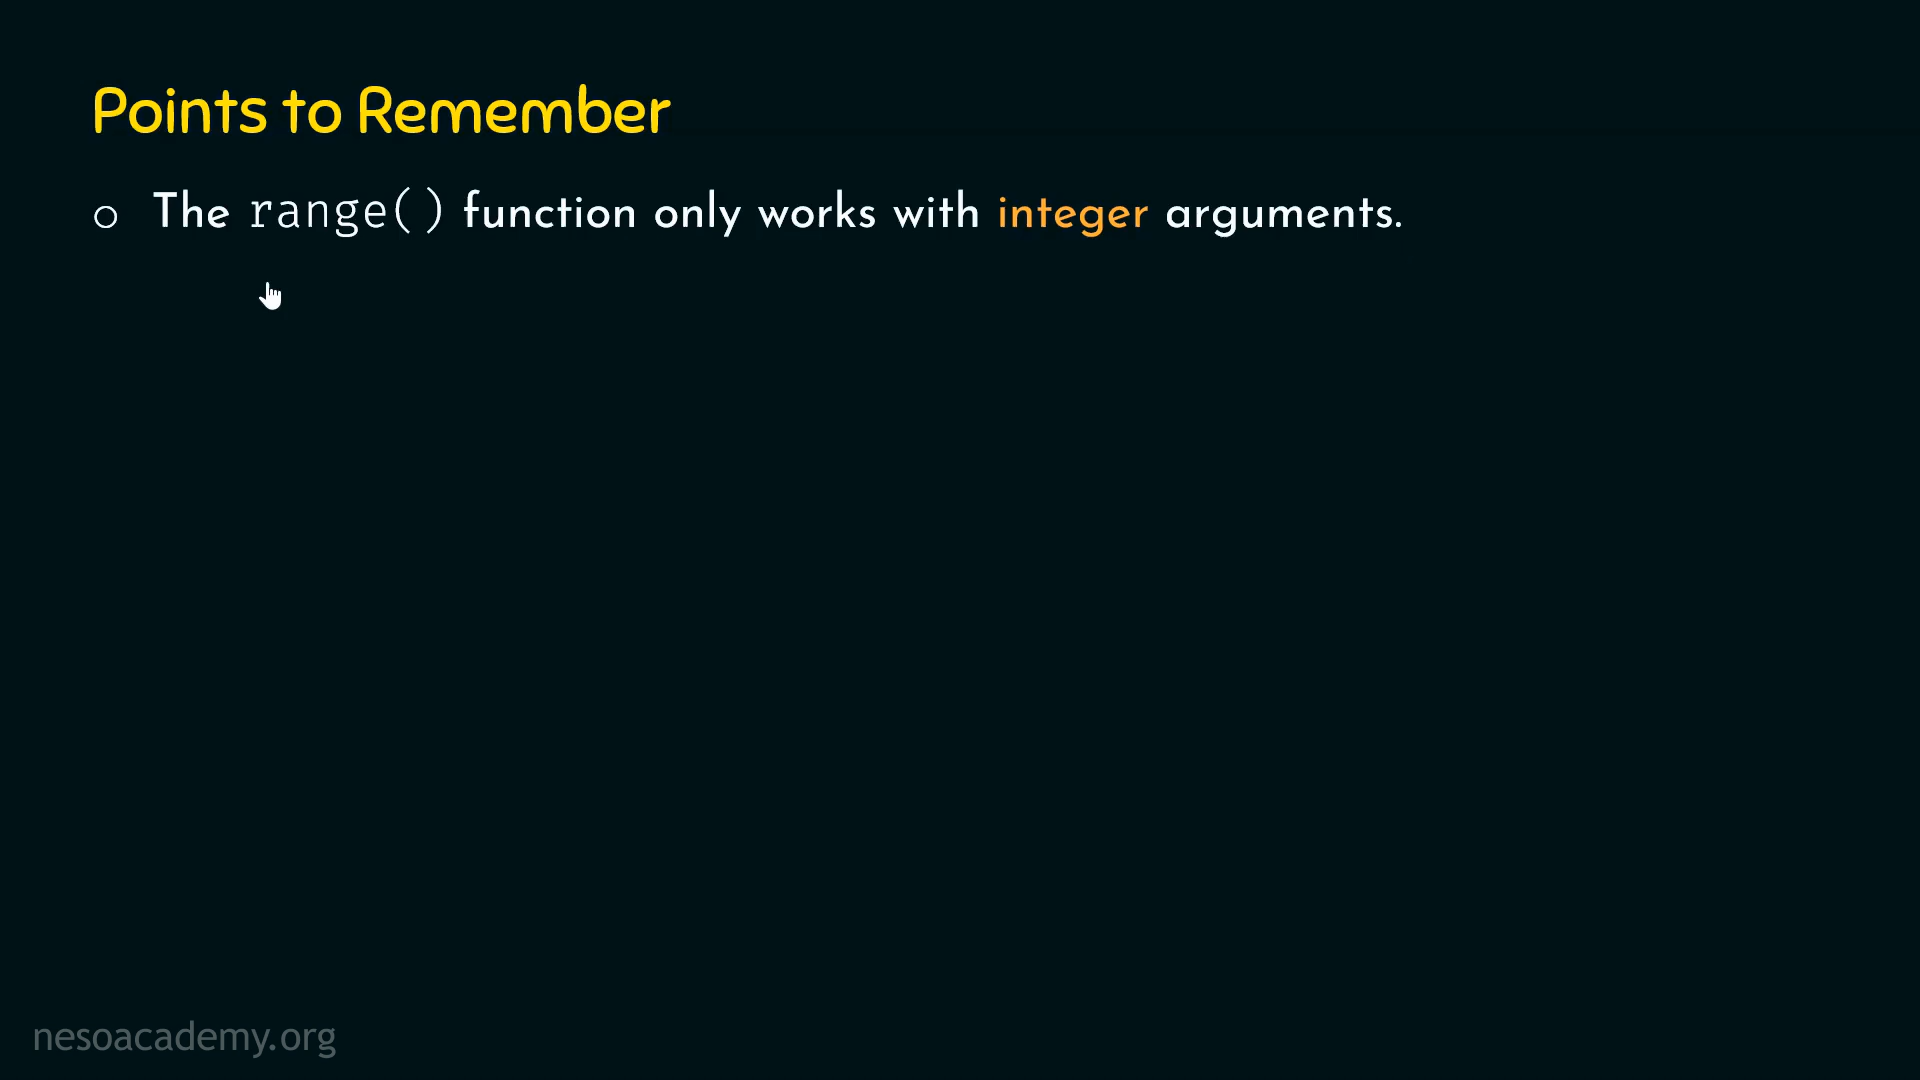 Points to Remember
○ The range() function only works with integer arguments.
nesoacademy.org